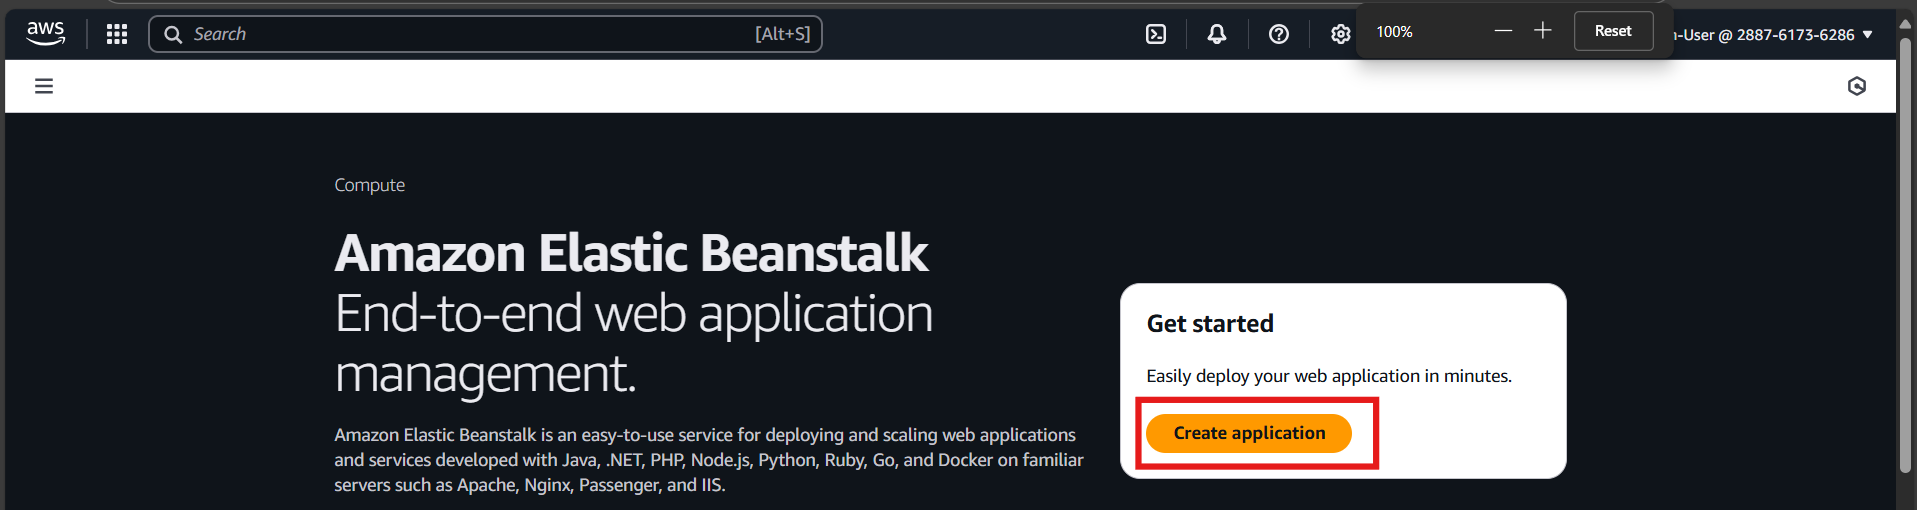 aws
Search [Alt+S]
100%
Reset
-User @ 2887-6173-6286
Compute
Amazon Elastic Beanstalk
End-to-end web application
management.
Amazon Elastic Beanstalk is an easy-to-use service for deploying and scaling web applications
and services developed with Java, .NET, PHP, Node.js, Python, Ruby, Go, and Docker on familiar
servers such as Apache, Nginx, Passenger, and IIS.
Get started
Easily deploy your web application in minutes.
Create application